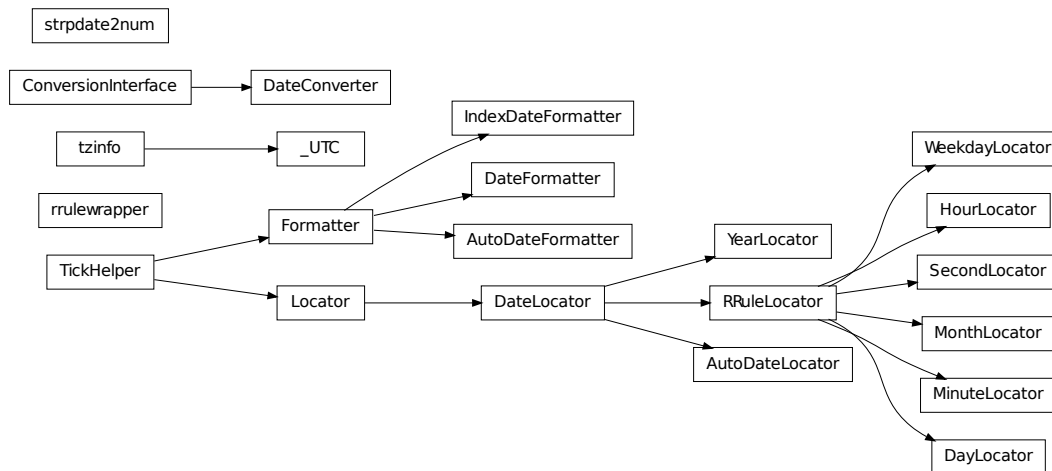 strpdate2num
ConversionInterface
DateConverter
IndexDateFormatter
tzinfo
_UTC
WeekdayLocator
DateFormatter
rrulewrapper
HourLocator
Formatter
AutoDateFormatter
YearLocator
TickHelper
SecondLocator
Locator
DateLocator
RRuleLocator
MonthLocator
AutoDateLocator
MinuteLocator
DayLocator